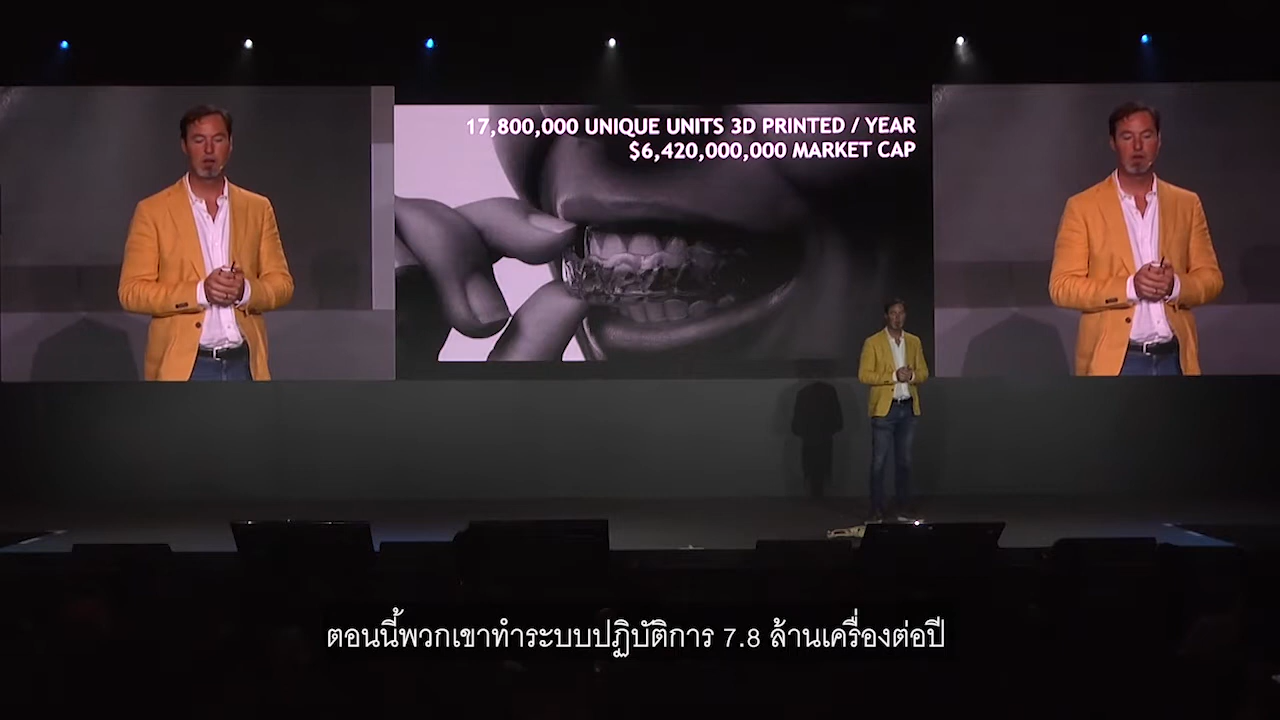 17,800,000 UNIQUE UNITS 3D PRINTED / YEAR
$6,420,000,000 MARKET CAP
ตอนนี้พวกเขาทำระบบปฏิบัติการ 7.8 ล้านเครื่องต่อปี